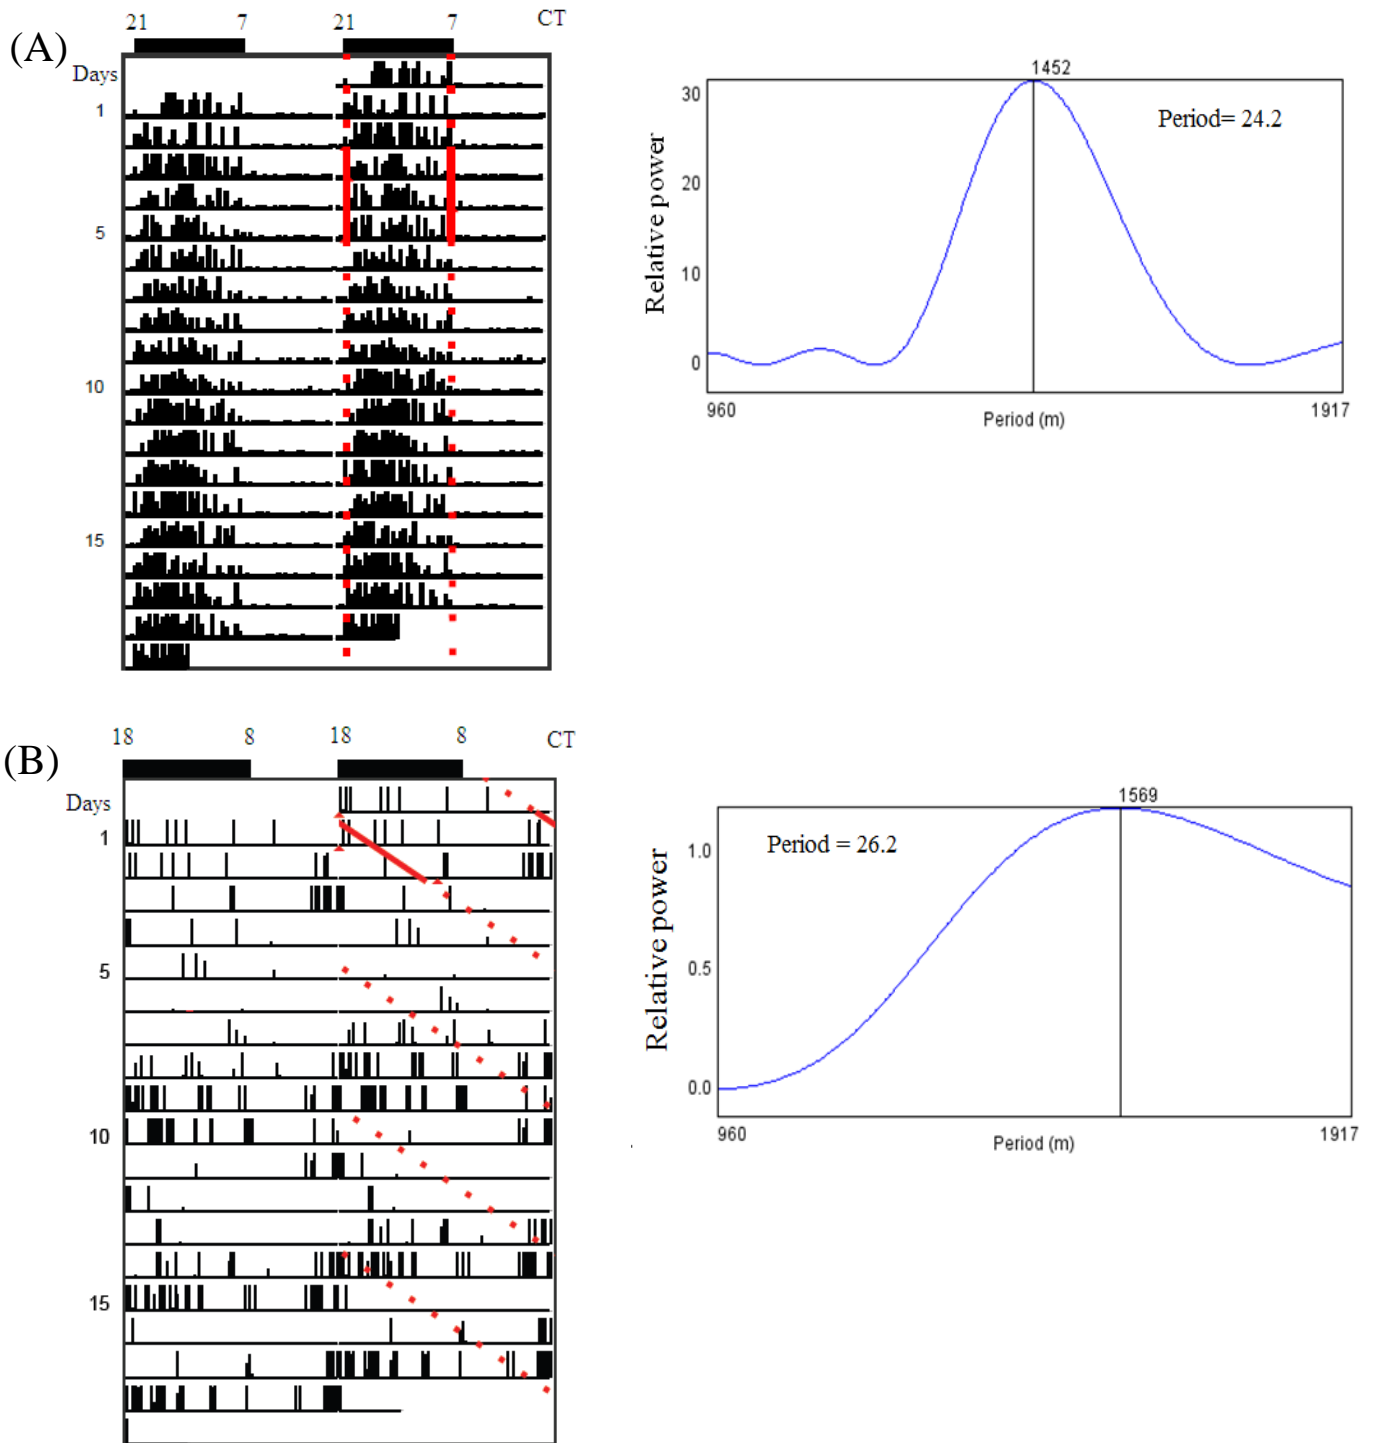 (A)
21 7 21 7 CT
Days
1
5
10
15
1452
Period= 24.2
Relative power
30
20
10
0
960 1917
Period (m)
(B)
18 8 18 8 CT
Days
1
5
10
15
1569
Period = 26.2
Relative power
1.0
0.5
0.0
960 1917
Period (m)